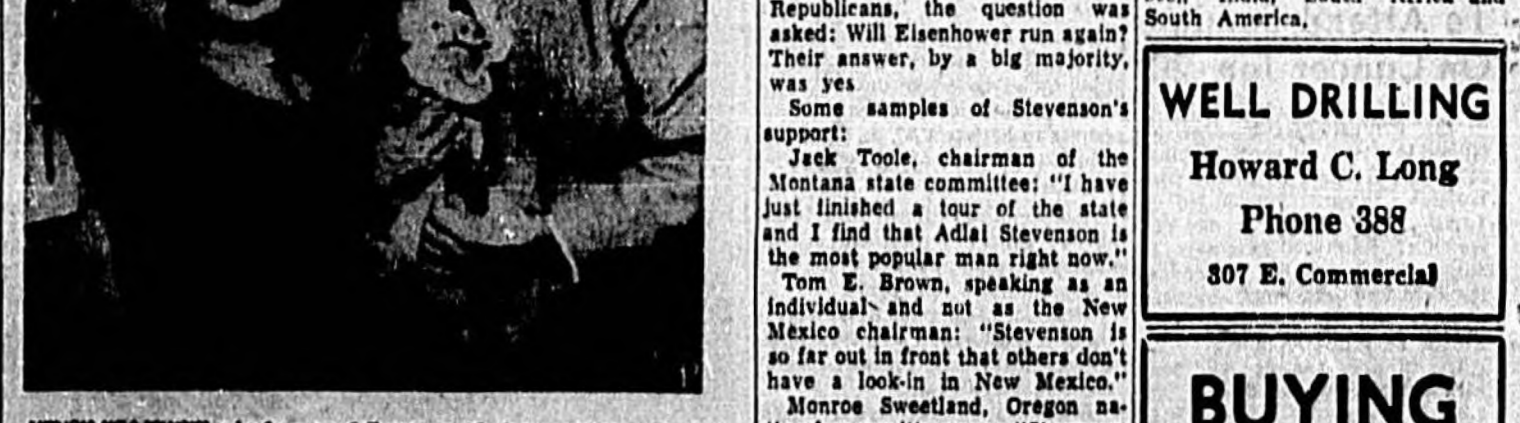 Republicans, the question was
asked: Will Eisenhower run again?
Their answer, by a big majority,
was yes
Some samples of Stevenson's
support:
Jack Toole, chairman of the
Montana state committee: "I have
just finished a tour of the state
and I find that Adlai Stevenson is
the most popular man right now."
Tom E. Brown, speaking as an
individual and not as the New
Mexico chairman: "Stevenson is
so far out in front that others don't
have a look-in in New Mexico."
Monroe Sweetland, Oregon na-
South America.
WELL DRILLING
Howard C. Long
Phone 388
307 E. Commercial
BUYING